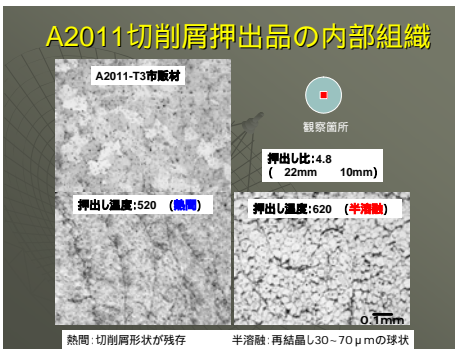 A2011切削屑押出品の内部組織
A2011-T3市販材
観察箇所
押出し比:4.8
( 22mm 10mm)
押出し温度:520 (熱間)
押出し温度:620 (半溶融)
0.1mm
熱間:切削屑形状が残存 半溶融:再結晶し30~70μmの球状